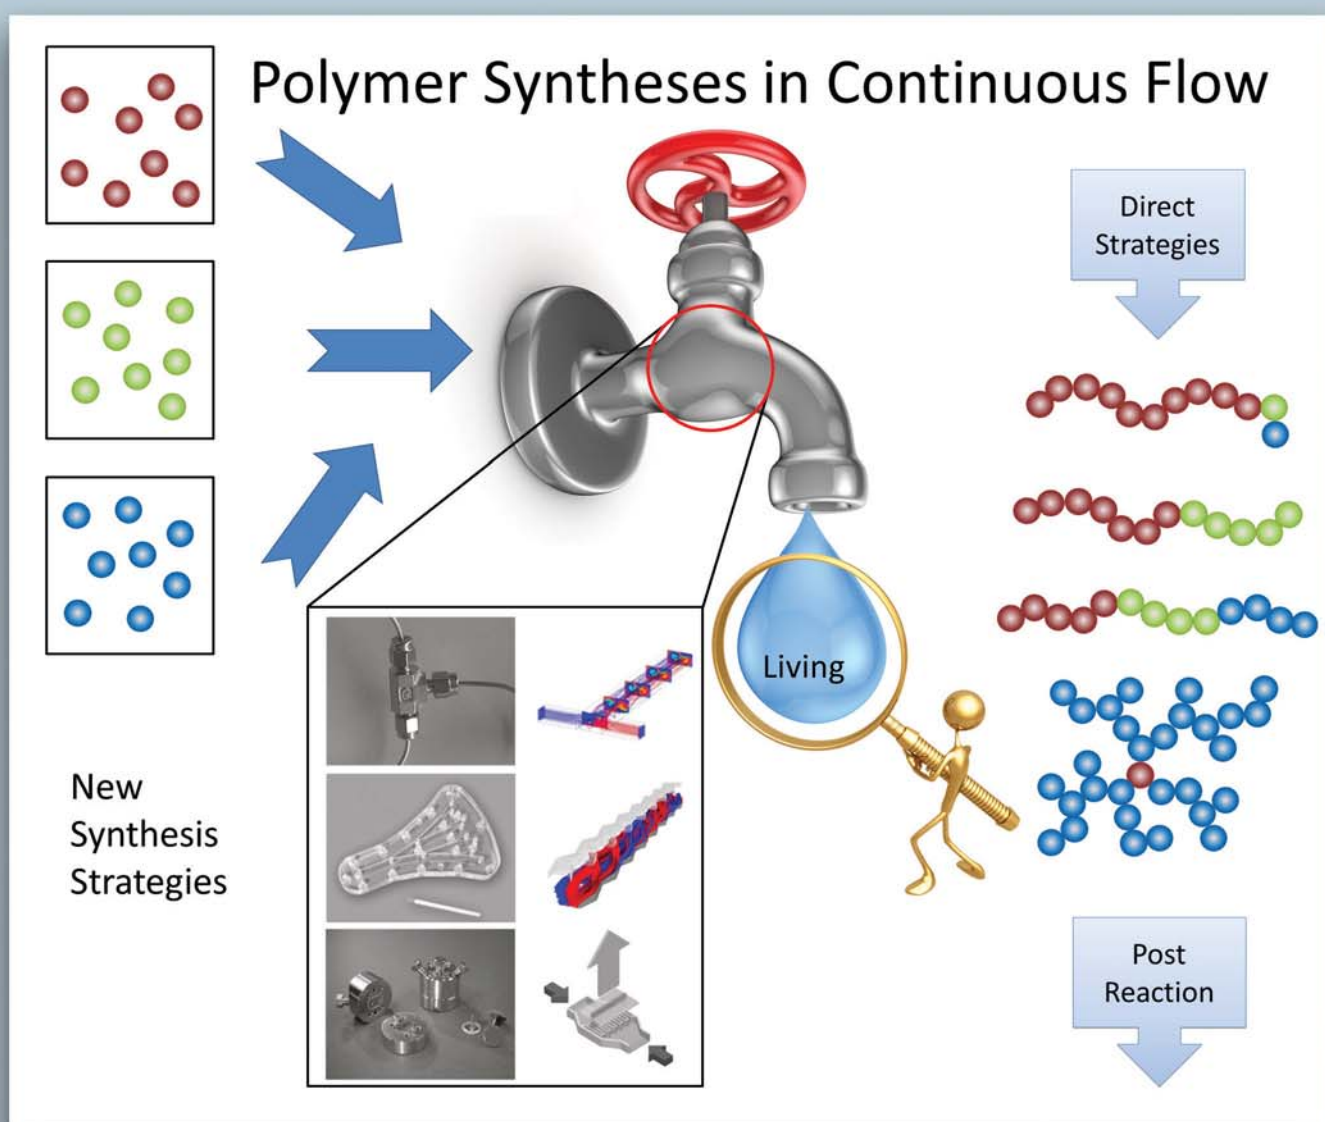 Polymer Syntheses in Continuous Flow
Direct
Strategies
Living
New
Synthesis
Strategies
Post
Reaction